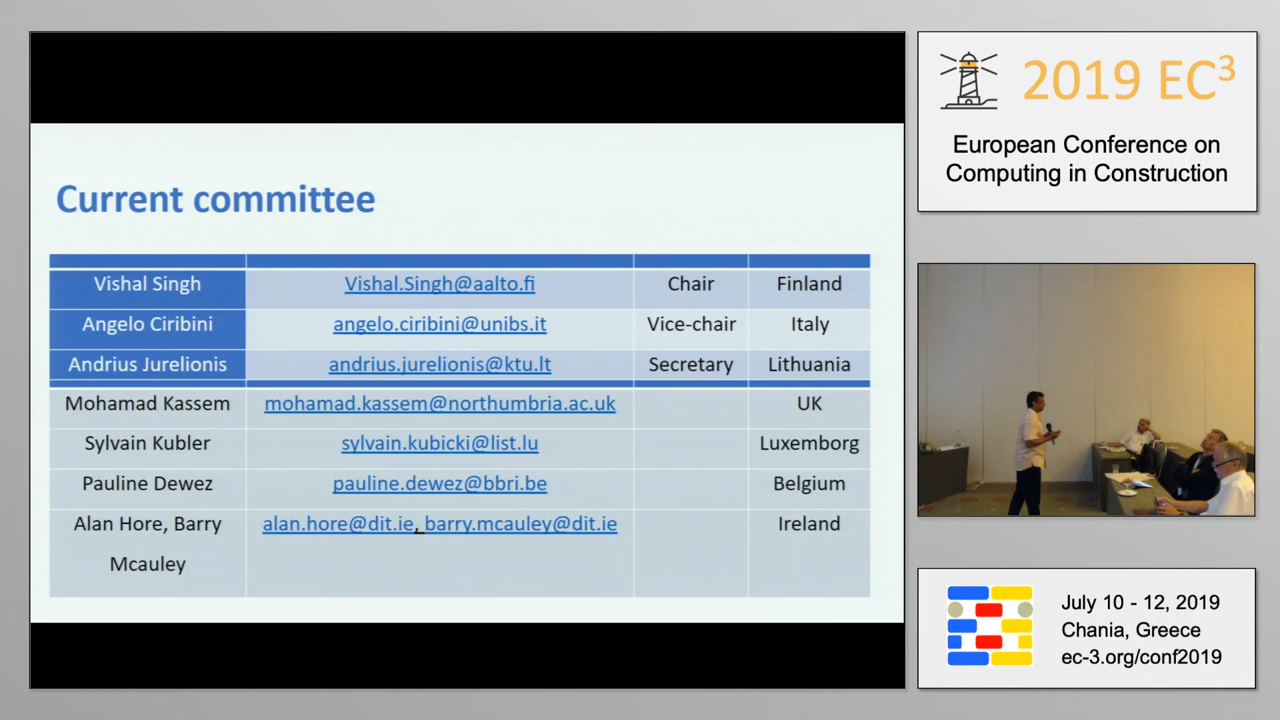 Current committee
Vishal Singh Vishal.Singh@aalto.fi Chair Finland
Angelo Ciribini angelo.ciribini@unibs.it Vice-chair Italy
Andrius Jurelionis andrius.jurelionis@ktu.lt Secretary Lithuania
Mohamad Kassem mohamad.kassem@northumbria.ac.uk UK
Sylvain Kubler sylvain.kubicki@list.lu Luxemborg
Pauline Dewez pauline.dewez@bbri.be Belgium
Alan Hore, Barry alan.hore@dit.ie, barry.mcauley@dit.ie Ireland
Mcauley
2019 EC³
European Conference on
Computing in Construction
July 10 - 12, 2019
Chania, Greece
ec-3.org/conf2019